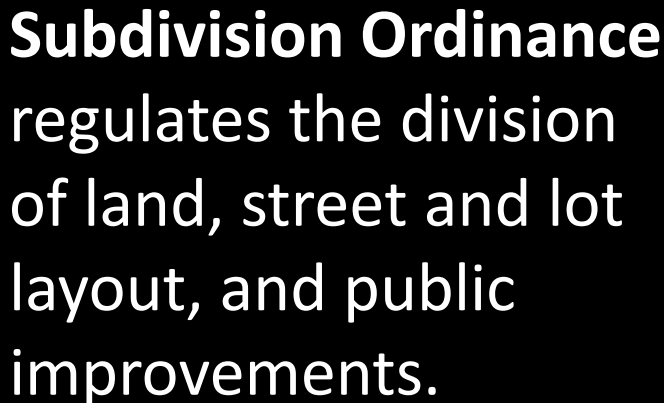 Subdivision Ordinance
regulates the division
of land, street and lot
layout, and public
improvements.